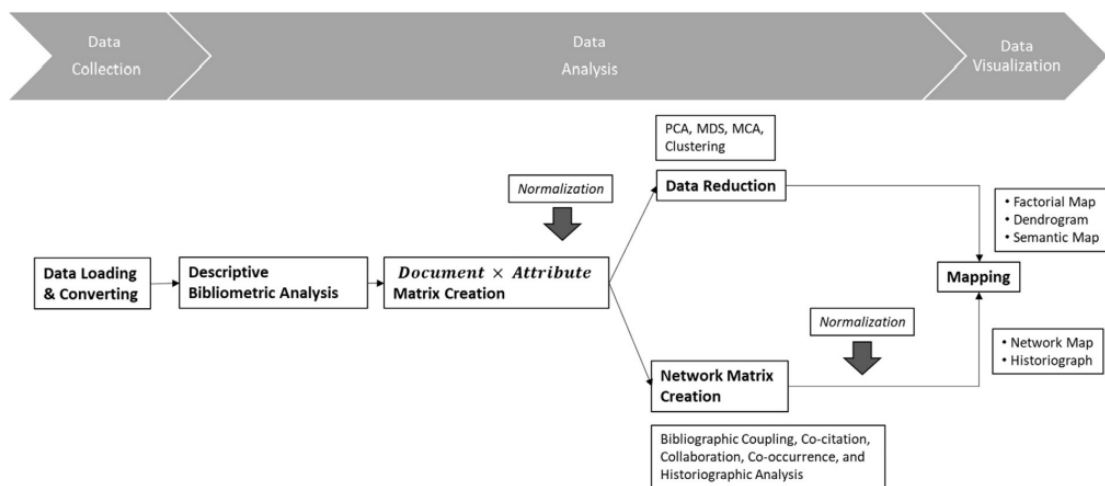 Data
Collection
Data
Analysis
Data
Visualization
PCA, MDS, MCA,
Clustering
Normalization
Data Reduction
• Factorial Map
• Dendrogram
• Semantic Map
Data Loading
& Converting
Descriptive
Bibliometric Analysis
Document × Attribute
Matrix Creation
Mapping
Normalization
• Network Map
• Historiograph
Network Matrix
Creation
Bibliographic Coupling, Co-citation,
Collaboration, Co-occurrence, and
Historiographic Analysis